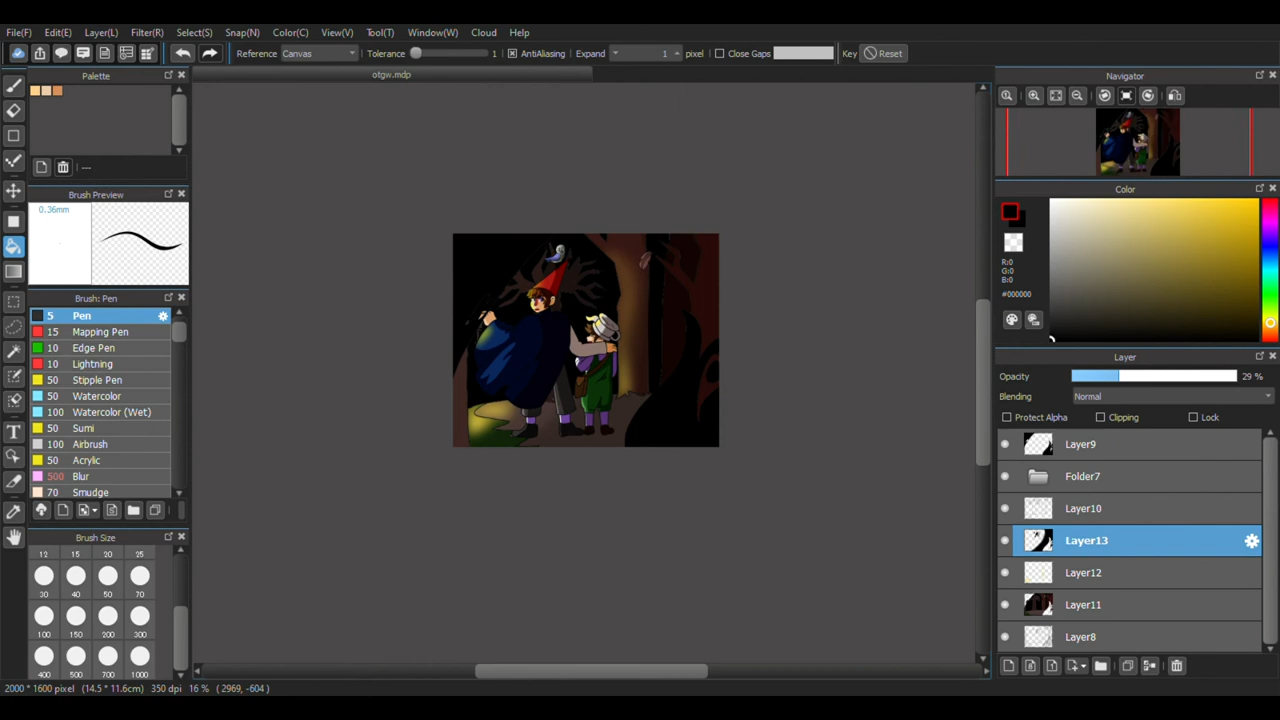 File(F) Edit(E) Layer(L) Filter(R) Select(S) Snap(N) Color(C) View(V) Tool(T) Window(W) Cloud Help
Reference Canvas Tolerance 1 AntiAliasing Expand 1 pixel Close Gaps Key Reset
Palette
otgw.mdp
Navigator
---
Brush Preview
0.36mm
Color
R:0
G:0
B:0
#000000
Brush: Pen
5 Pen
15 Mapping Pen
10 Edge Pen
10 Lightning
50 Stipple Pen
50 Watercolor
100 Watercolor (Wet)
50 Sumi
100 Airbrush
50 Acrylic
500 Blur
70 Smudge
Layer
Opacity 29 %
Blending Normal
Protect Alpha Clipping Lock
Layer9
Folder7
Layer10
Layer13
Layer12
Layer11
Layer8
Brush Size
12 15 20 25
30 40 50 70
100 150 200 300
400 500 700 1000
2000 * 1600 pixel (14.5 * 11.6cm) 350 dpi 16 % ( 2969, -604 )